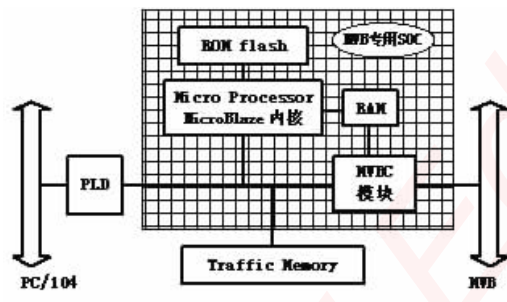 ROM flash
MVB专用SOC
Micro Processor
MicroBlaze 内核
RAM
PLD
MVBC
模块
Traffic Memory
PC/104
MVB